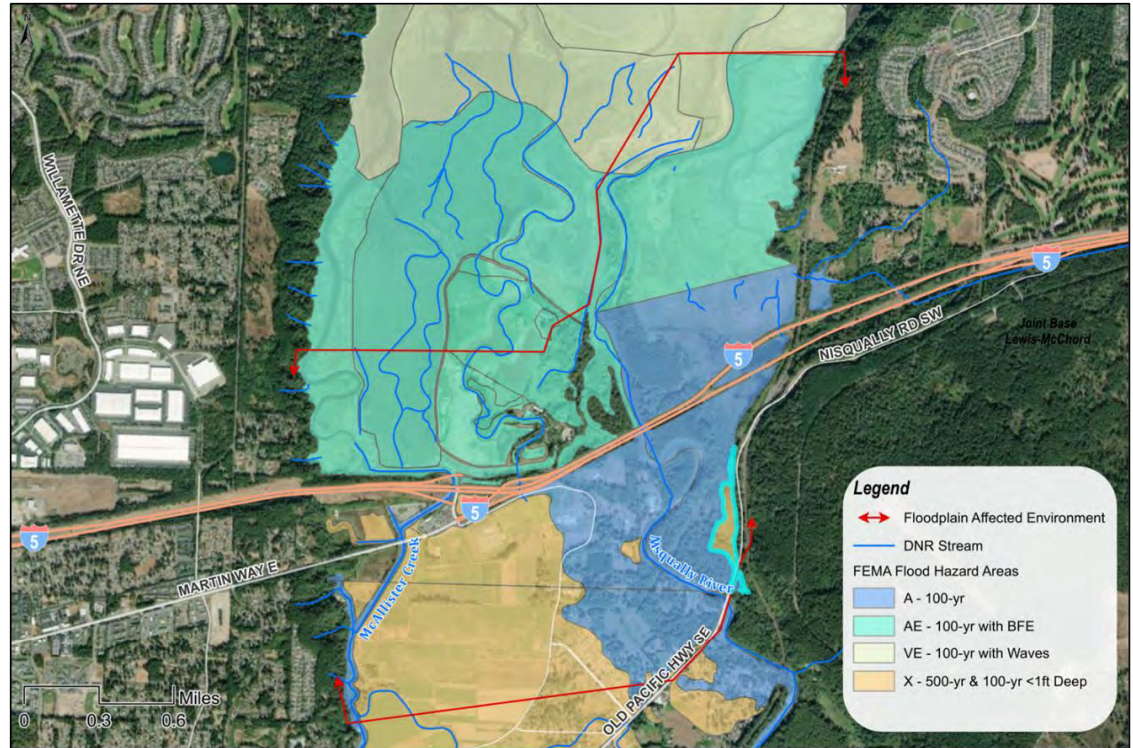 N
WILLAMETTE DR NE
5
5
5
5
NISQUALLY RD SW
Joint Base
Lewis-McChord
MARTIN WAY E
McAllister Creek
Nisqually River
OLD PACIFIC HWY SE
Miles
0 0.3 0.6
Legend
Floodplain Affected Environment
DNR Stream
FEMA Flood Hazard Areas
A - 100-yr
AE - 100-yr with BFE
VE - 100-yr with Waves
X - 500-yr & 100-yr <1ft Deep